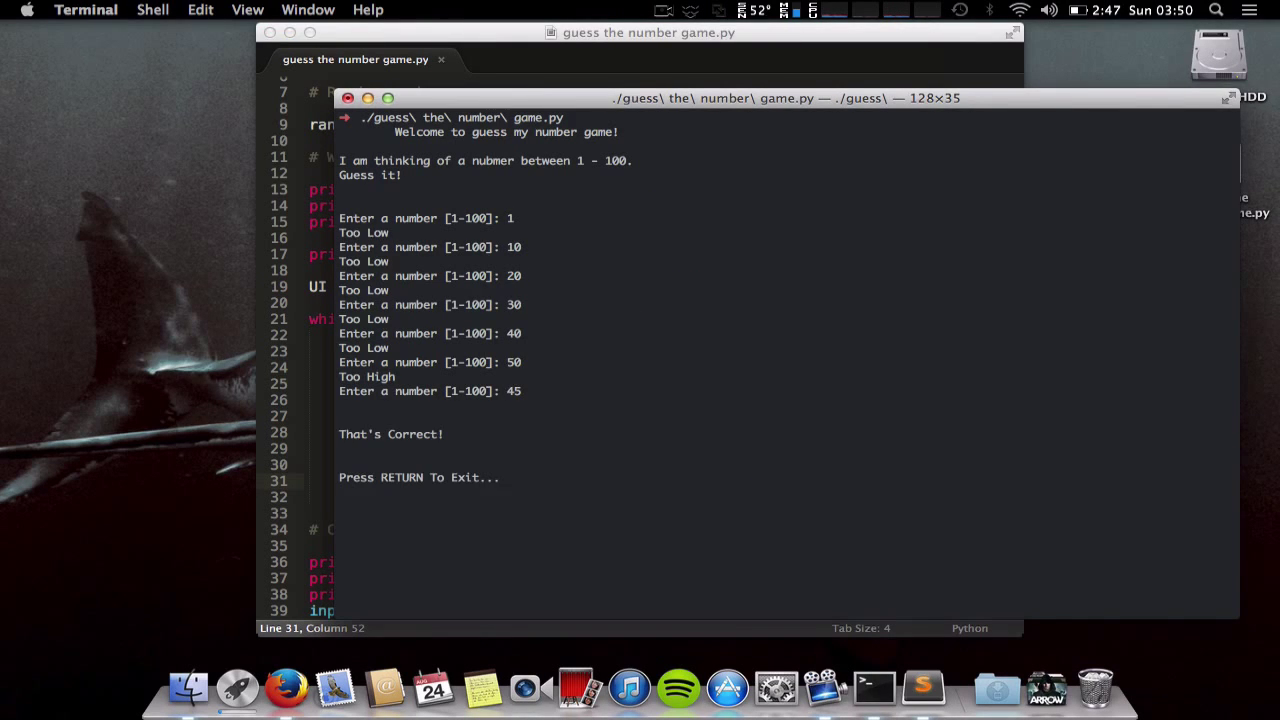 Terminal Shell Edit View Window Help
52° 2:47 Sun 03:50
guess the number game.py
guess the number game.py ×
6
7 # R
8
9 ran
10
11 # W
12
13 pri
14 pri
15 pri
16
17 pri
18
19 UI
20
21 whi
22
23
24
25
26
27
28
29
30
31
32
33
34 # C
35
36 pri
37 pri
38 pri
39 inp
Line 31, Column 52 Tab Size: 4 Python
./guess\ the\ number\ game.py — ./guess\ — 128×35
➜ ./guess\ the\ number\ game.py
Welcome to guess my number game!
I am thinking of a nubmer between 1 - 100.
Guess it!
Enter a number [1-100]: 1
Too Low
Enter a number [1-100]: 10
Too Low
Enter a number [1-100]: 20
Too Low
Enter a number [1-100]: 30
Too Low
Enter a number [1-100]: 40
Too Low
Enter a number [1-100]: 50
Too High
Enter a number [1-100]: 45
That's Correct!
Press RETURN To Exit...
HDD
e
e.py
AUG
24
ARROW